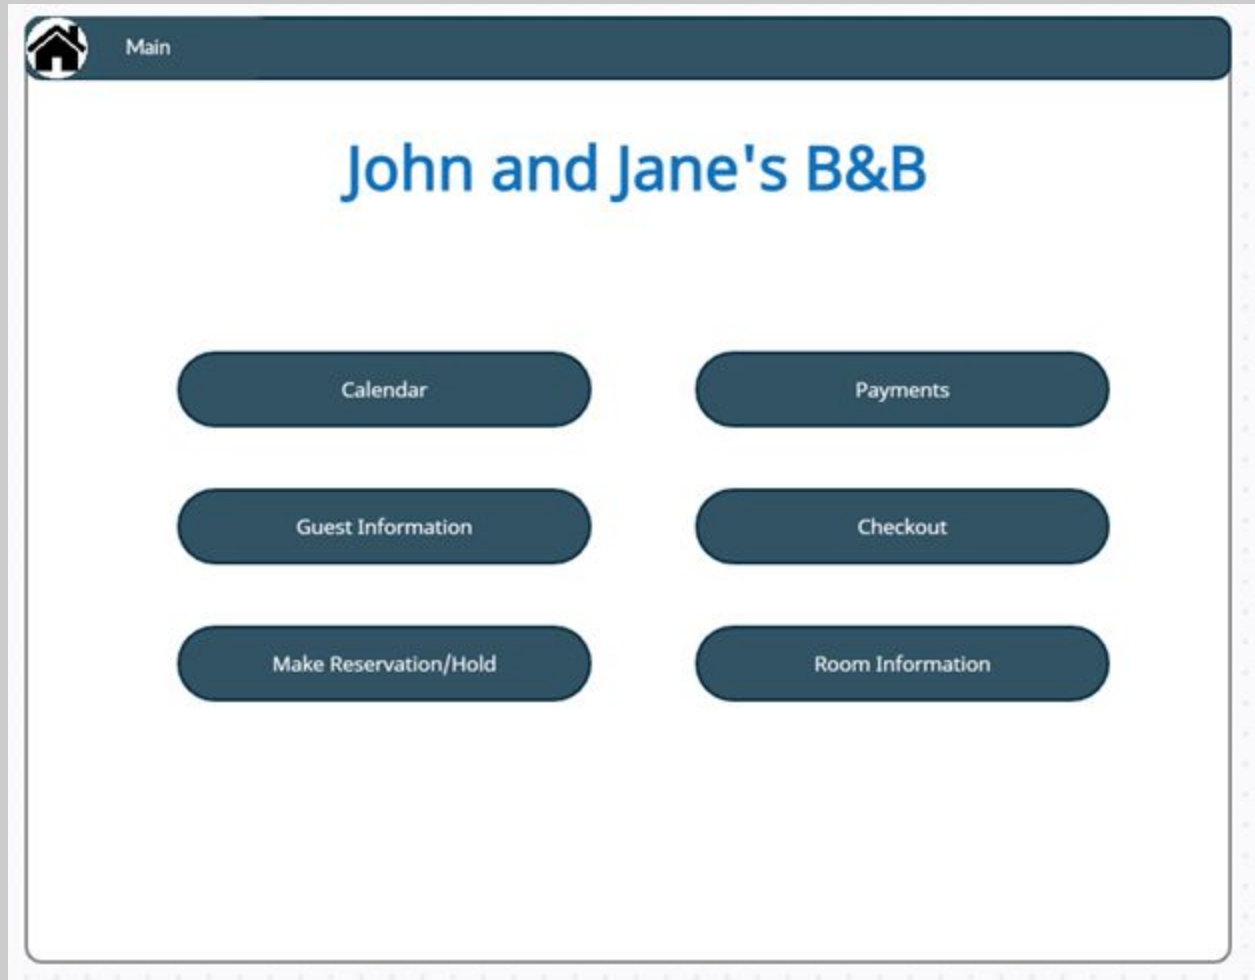 Main
John and Jane's B&B
Calendar
Payments
Guest Information
Checkout
Make Reservation/Hold
Room Information